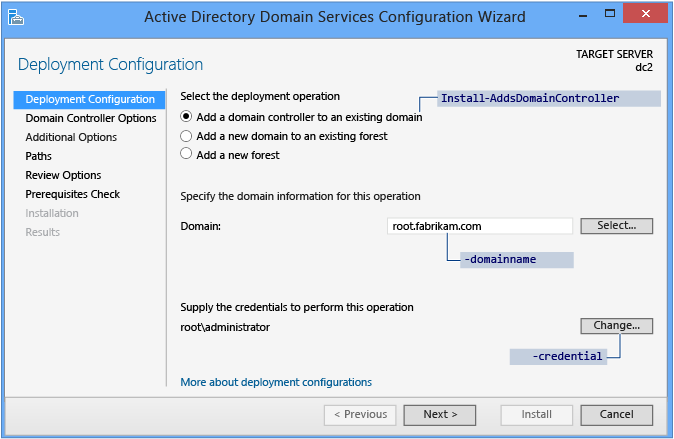 Active Directory Domain Services Configuration Wizard
Deployment Configuration
TARGET SERVER
dc2
Deployment Configuration
Domain Controller Options
Additional Options
Paths
Review Options
Prerequisites Check
Installation
Results
Select the deployment operation
Install-AddsDomainController
Add a domain controller to an existing domain
Add a new domain to an existing forest
Add a new forest
Specify the domain information for this operation
Domain:
root.fabrikam.com
Select...
-domainname
Supply the credentials to perform this operation
root\administrator
Change...
-credential
More about deployment configurations
< Previous
Next >
Install
Cancel